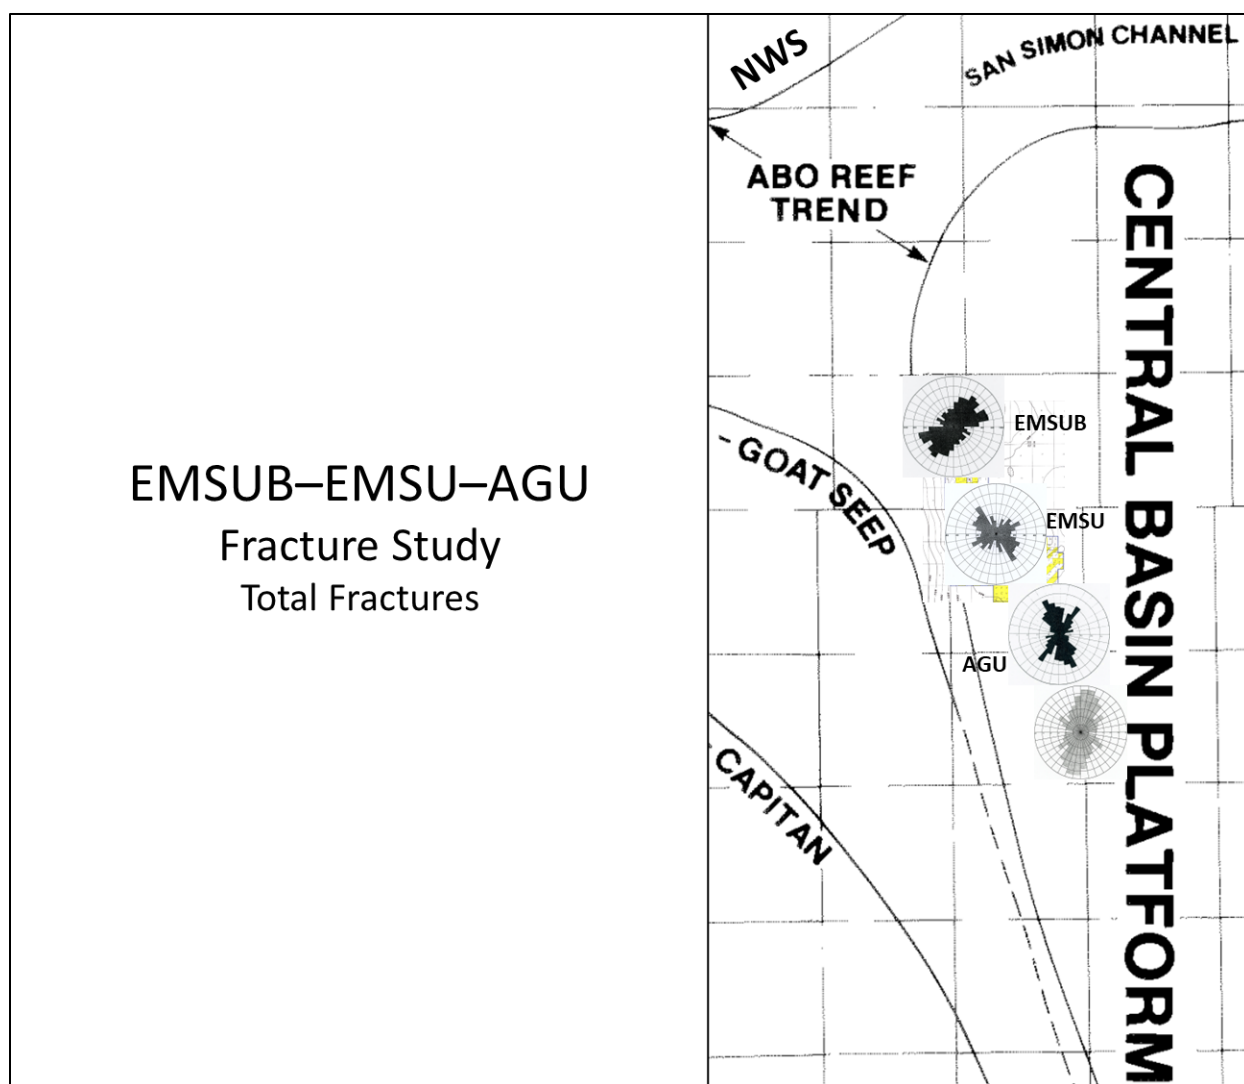 EMSUB–EMSU–AGU
Fracture Study
Total Fractures
NWS
SAN SIMON CHANNEL
ABO REEF
TREND
CENTRAL BASIN PLATFORM
EMSUB
GOAT SEEP
EMSU
AGU
CAPITAN